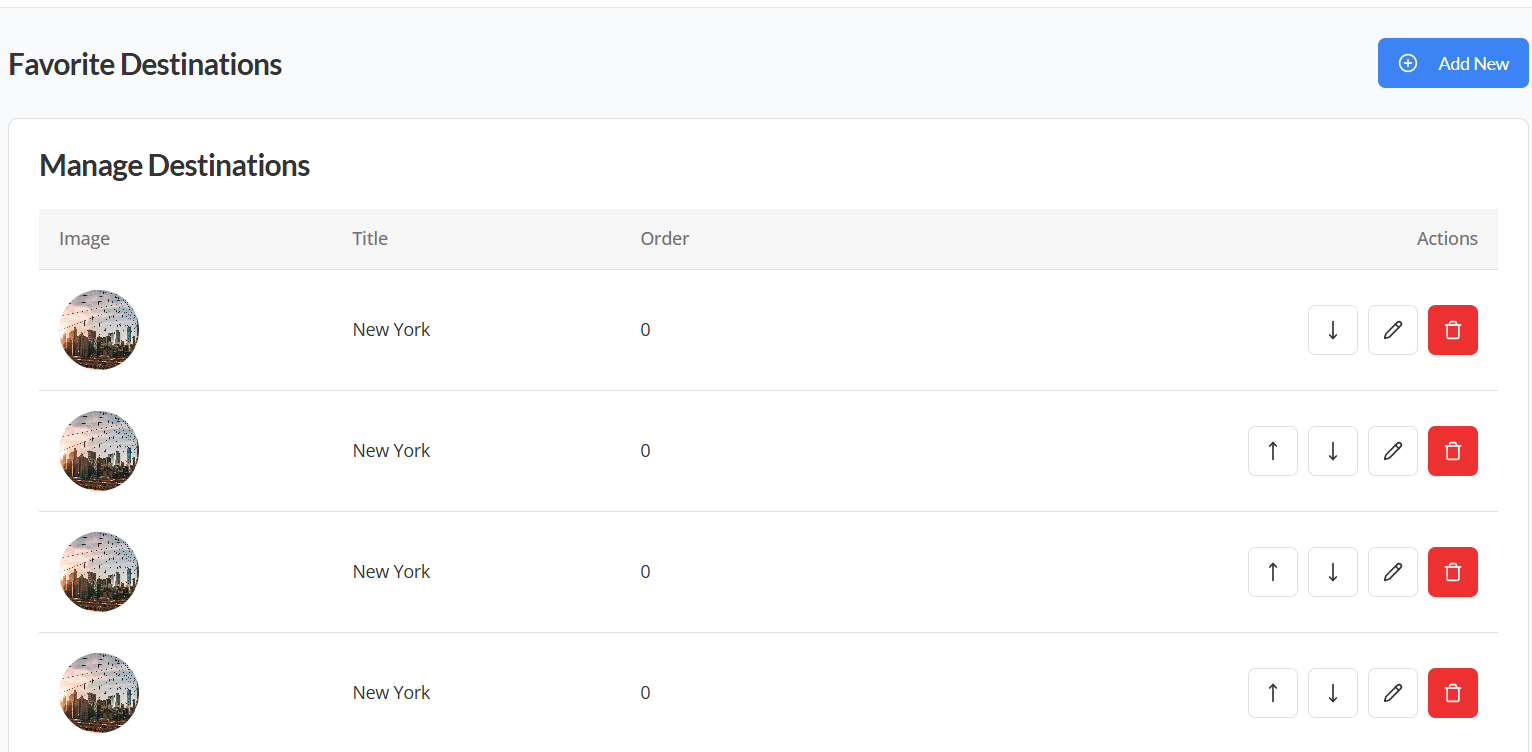 Favorite Destinations
Add New
Manage Destinations
Image Title Order Actions
New York 0
New York 0
New York 0
New York 0